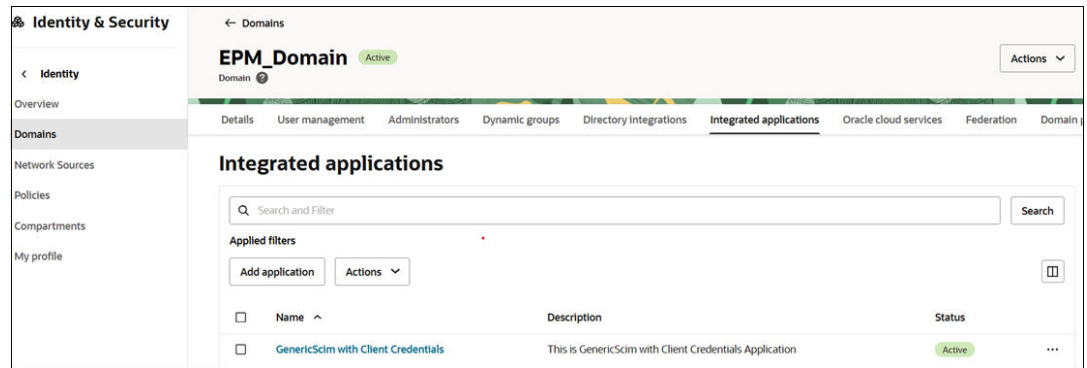 Identity & Security
Identity
Overview
Domains
Network Sources
Policies
Compartments
My profile
← Domains
EPM_Domain Active
Domain ?
Actions
Details User management Administrators Dynamic groups Directory integrations Integrated applications Oracle cloud services Federation Domain
Integrated applications
Search and Filter Search
Applied filters
Add application Actions
Name Description Status
GenericScim with Client Credentials This is GenericScim with Client Credentials Application Active